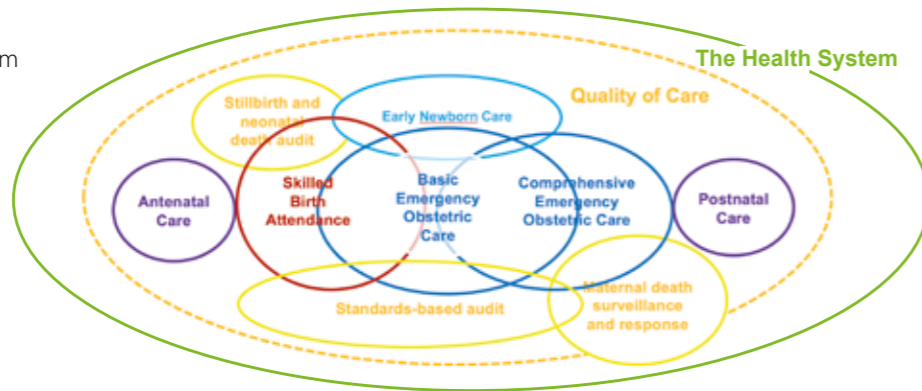 m
The Health System
Quality of Care
Stillbirth and
neonatal
death audit
Early Newborn Care
Antenatal
Care
Skilled
Birth
Attendance
Basic
Emergency
Obstetric
Care
Comprehensive
Emergency
Obstetric Care
Postnatal
Care
Standards-based audit
Maternal death
surveillance
and response